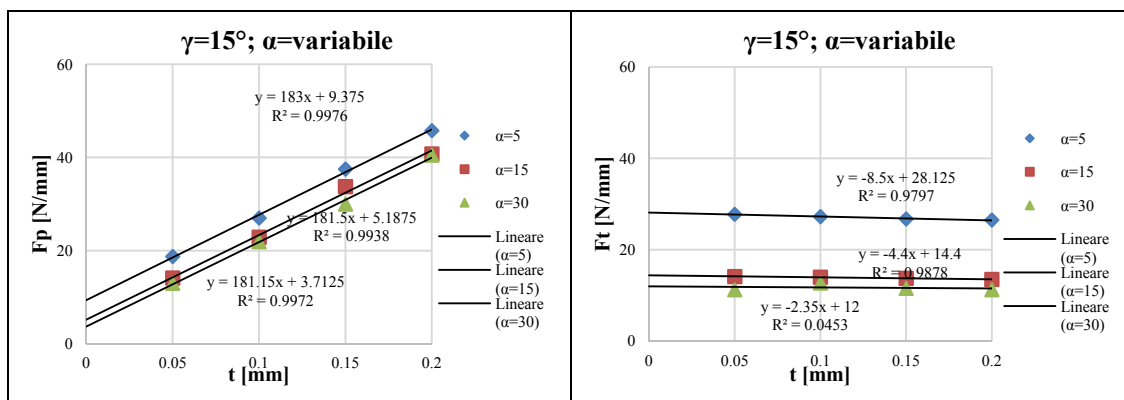 γ=15°; α=variabile
60
40
20
0
0
0.05
0.1
0.15
0.2
Fp [N/mm]
t [mm]
y = 183x + 9.375
R² = 0.9976
y = 181.5x + 5.1875
R² = 0.9938
y = 181.15x + 3.7125
R² = 0.9972
α=5
α=15
α=30
Lineare
(α=5)
Lineare
(α=15)
Lineare
(α=30)
γ=15°; α=variabile
60
40
20
0
0
0.05
0.1
0.15
0.2
Ft [N/mm]
t [mm]
y = -8.5x + 28.125
R² = 0.9797
y = -4.4x + 14.4
R² = 0.9878
y = -2.35x + 12
R² = 0.0453
α=5
α=15
α=30
Lineare
(α=5)
Lineare
(α=15)
Lineare
(α=30)